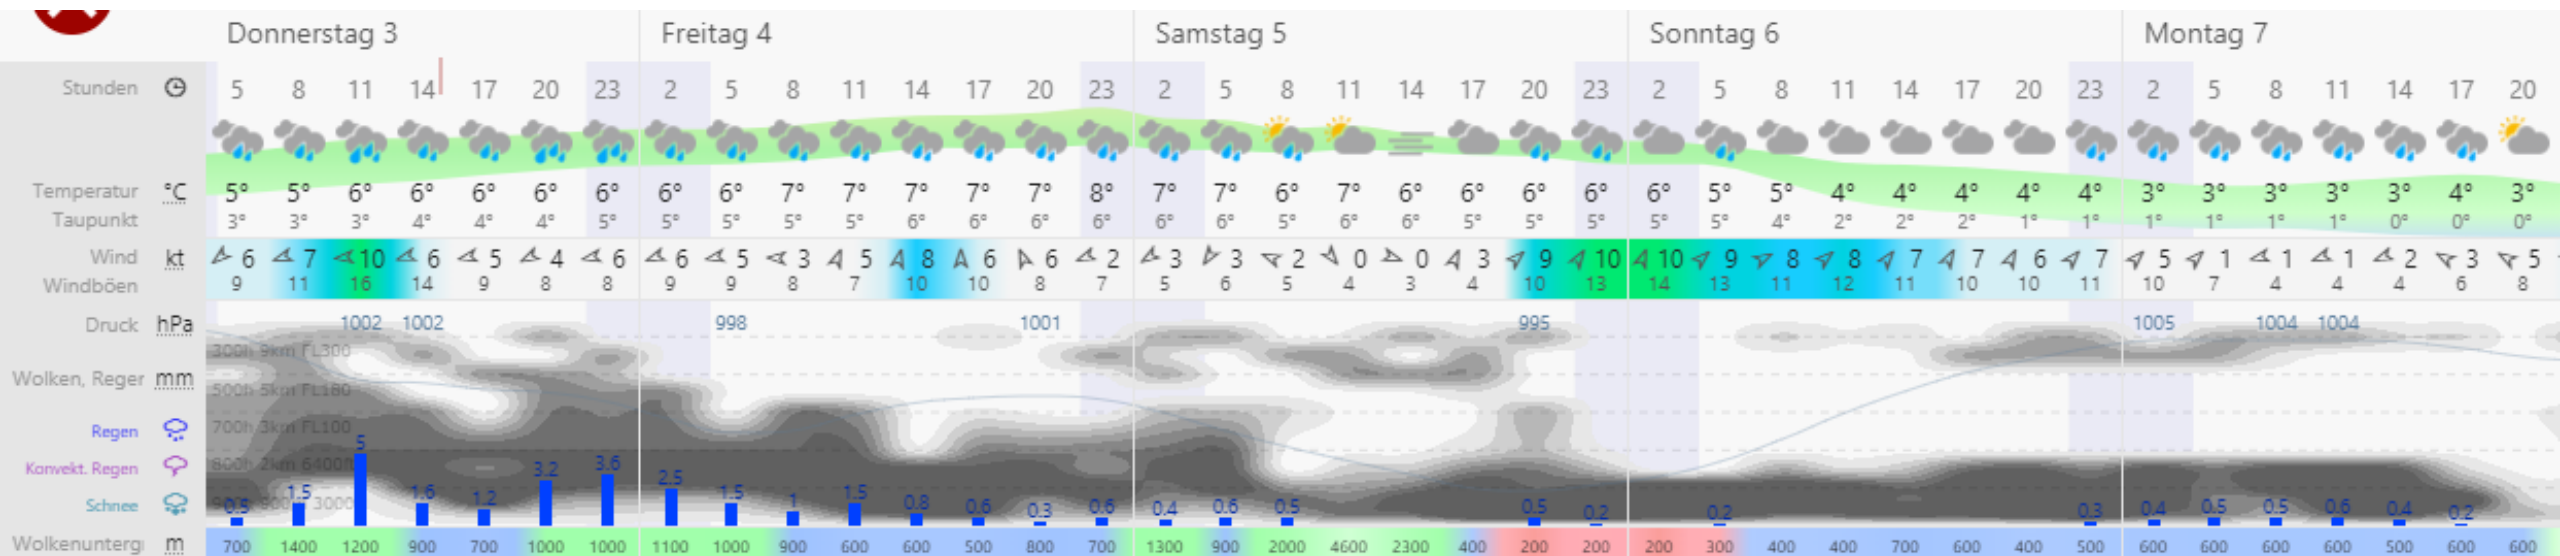 Donnerstag 3 Freitag 4 Samstag 5 Sonntag 6 Montag 7
Stunden 5 8 11 14 17 20 23 2 5 8 11 14 17 20 23 2 5 8 11 14 17 20 23 2 5 8 11 14 17 20 23 2 5 8 11 14 17 20
Temperatur °C 5° 5° 6° 6° 6° 6° 6° 6° 6° 7° 7° 7° 7° 7° 8° 7° 7° 6° 7° 6° 6° 6° 6° 6° 5° 5° 4° 4° 4° 4° 4° 3° 3° 3° 3° 3° 4° 3°
Taupunkt 3° 3° 3° 4° 4° 4° 5° 5° 5° 5° 5° 6° 6° 6° 6° 6° 6° 5° 6° 6° 5° 5° 5° 5° 5° 4° 2° 2° 2° 1° 1° 1° 1° 1° 1° 0° 0° 0°
Wind kt 6 7 10 6 5 4 6 6 5 3 5 8 6 6 2 3 3 2 0 0 3 9 10 10 9 8 8 7 7 6 7 5 1 1 1 2 3 5
Windböen 9 11 16 14 9 8 8 9 9 8 7 10 10 8 7 5 6 5 4 3 4 10 13 14 13 11 12 11 10 10 11 10 7 4 4 4 6 8
Druck hPa 1002 1002 998 1001 995 1005 1004 1004
300h 9km FL300
Wolken, Reger mm
500h 5km FL180
700h 3km FL100
Regen 5
800h 2km 6400ft
Konvekt. Regen 3.2 3.6 2.5
Schnee 0.5 1.5 1.6 1.2 1.5 1 1.5 0.8 0.6 0.3 0.6 0.4 0.6 0.5 0.5 0.2 0.2 0.3 0.4 0.5 0.5 0.6 0.4 0.2
3000
Wolkenunterg m 700 1400 1200 900 700 1000 1000 1100 1000 900 600 600 500 800 700 1300 900 2000 4600 2300 400 200 200 200 300 400 400 700 600 400 500 600 600 600 600 500 600 600